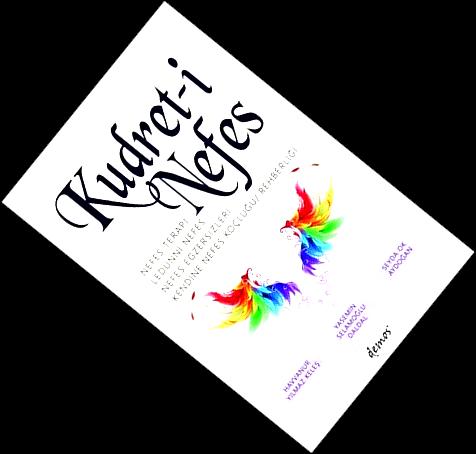 Kudret-i
Nefes
NEFES TERAPİ
LEDÜNNİ NEFES
NEFES EGZERSİZLERİ
KENDİNE NEFES KOÇLUĞU/ REHBERLİĞİ
HAVVANUR
YILMAZ KELEŞ
YASEMİN
SELAMOĞLU
DALDAL
SEVDA OK
AYDOĞAN
demos